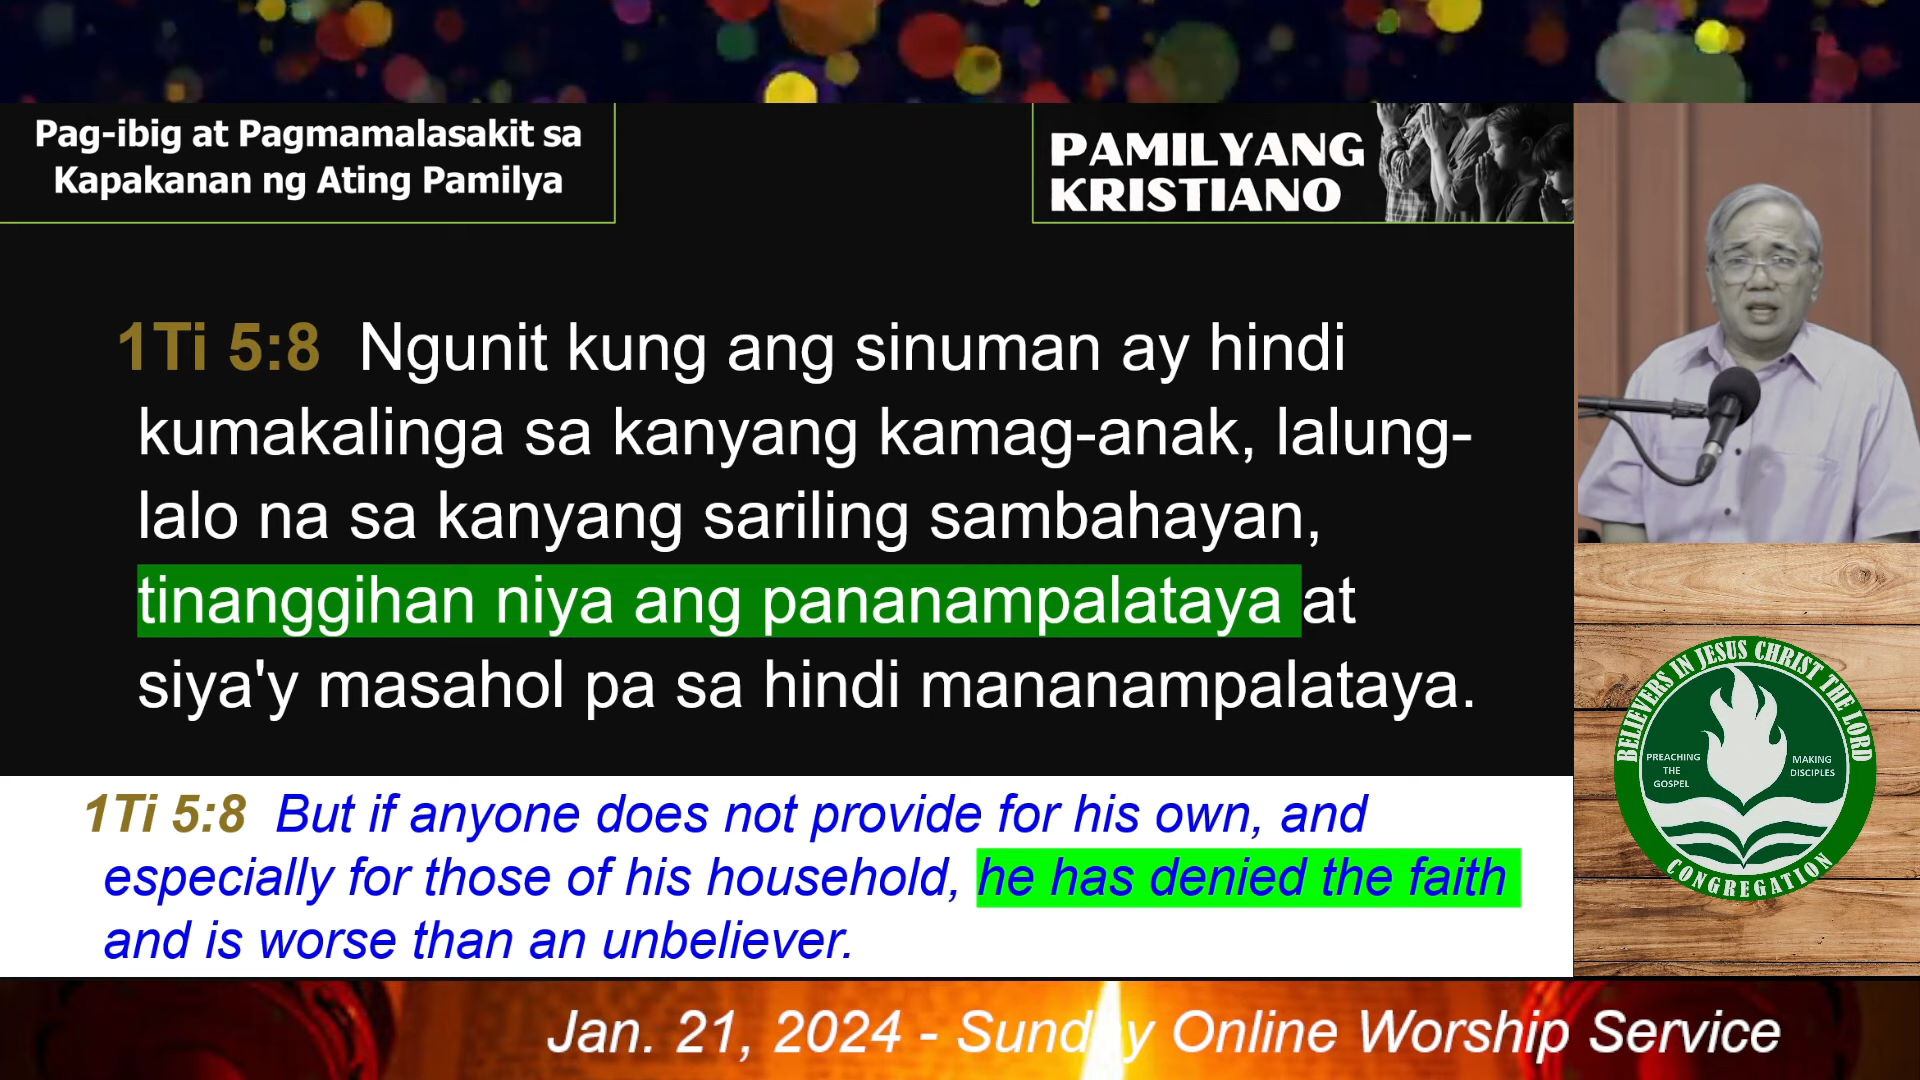 Pag-ibig at Pagmamalasakit sa
Kapakanan ng Ating Pamilya
PAMILYANG
KRISTIANO
1Ti 5:8 Ngunit kung ang sinuman ay hindi
kumakalinga sa kanyang kamag-anak, lalung-
lalo na sa kanyang sariling sambahayan,
tinanggihan niya ang pananampalataya at
siya'y masahol pa sa hindi mananampalataya.
1Ti 5:8 But if anyone does not provide for his own, and
especially for those of his household, he has denied the faith
and is worse than an unbeliever.
BELIEVERS IN JESUS CHRIST THE LORD
PREACHING
THE
GOSPEL
MAKING
DISCIPLES
CONGREGATION
Jan. 21, 2024 - Sunday Online Worship Service